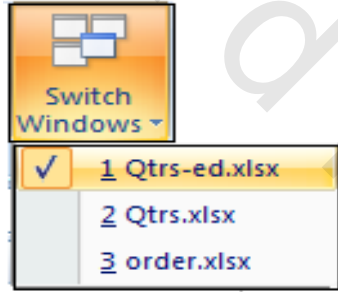 Switch
Windows
1 Qtrs-ed.xlsx
2 Qtrs.xlsx
3 order.xlsx